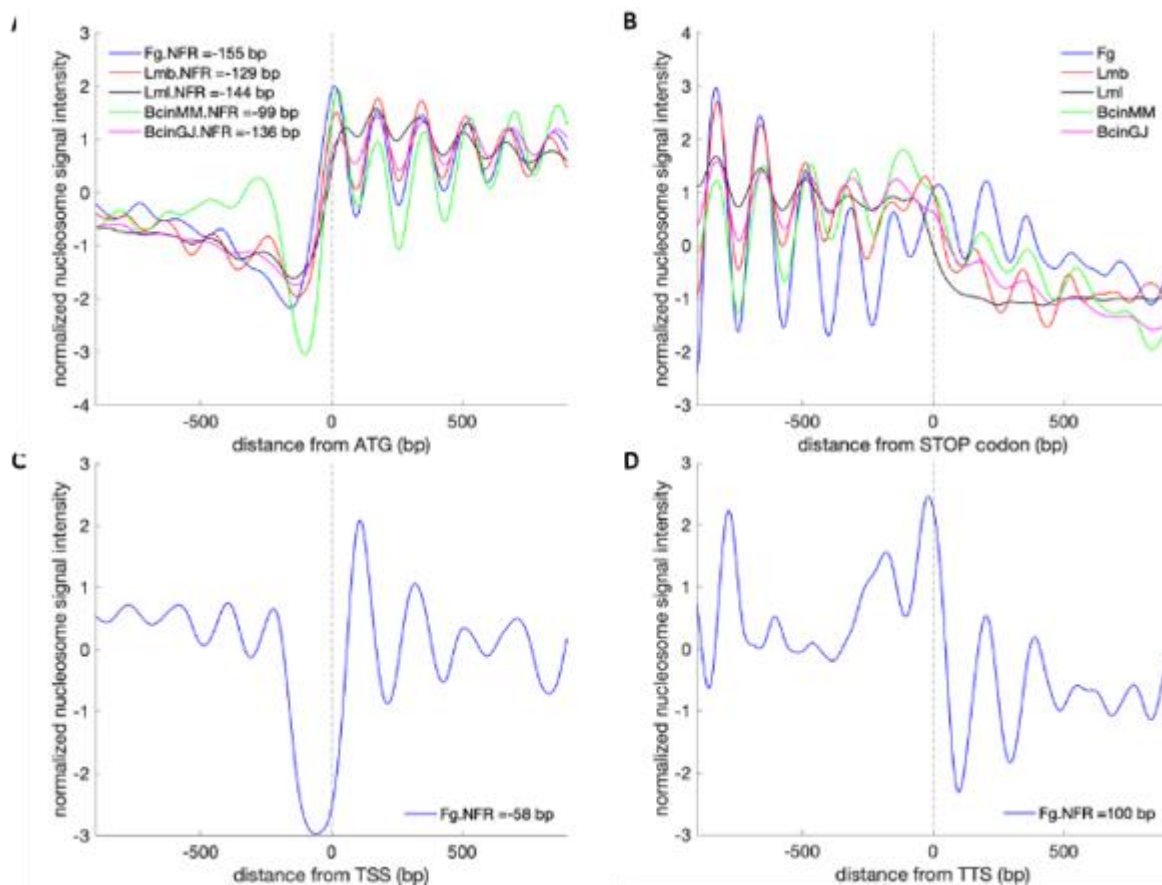 A
3
2
1
0
-1
-2
-3
-4
normalized nucleosome signal intensity
Fg.NFR =-155 bp
Lmb.NFR =-129 bp
Lml.NFR =-144 bp
BcinMM.NFR =-99 bp
BcinGJ.NFR =-136 bp
-500
0
500
distance from ATG (bp)
B
4
3
2
1
0
-1
-2
-3
normalized nucleosome signal intensity
Fg
Lmb
Lml
BcinMM
BcinGJ
-500
0
500
distance from STOP codon (bp)
C
3
2
1
0
-1
-2
-3
normalized nucleosome signal intensity
Fg.NFR =-58 bp
-500
0
500
distance from TSS (bp)
D
3
2
1
0
-1
-2
-3
normalized nucleosome signal intensity
Fg.NFR =100 bp
-500
0
500
distance from TTS (bp)